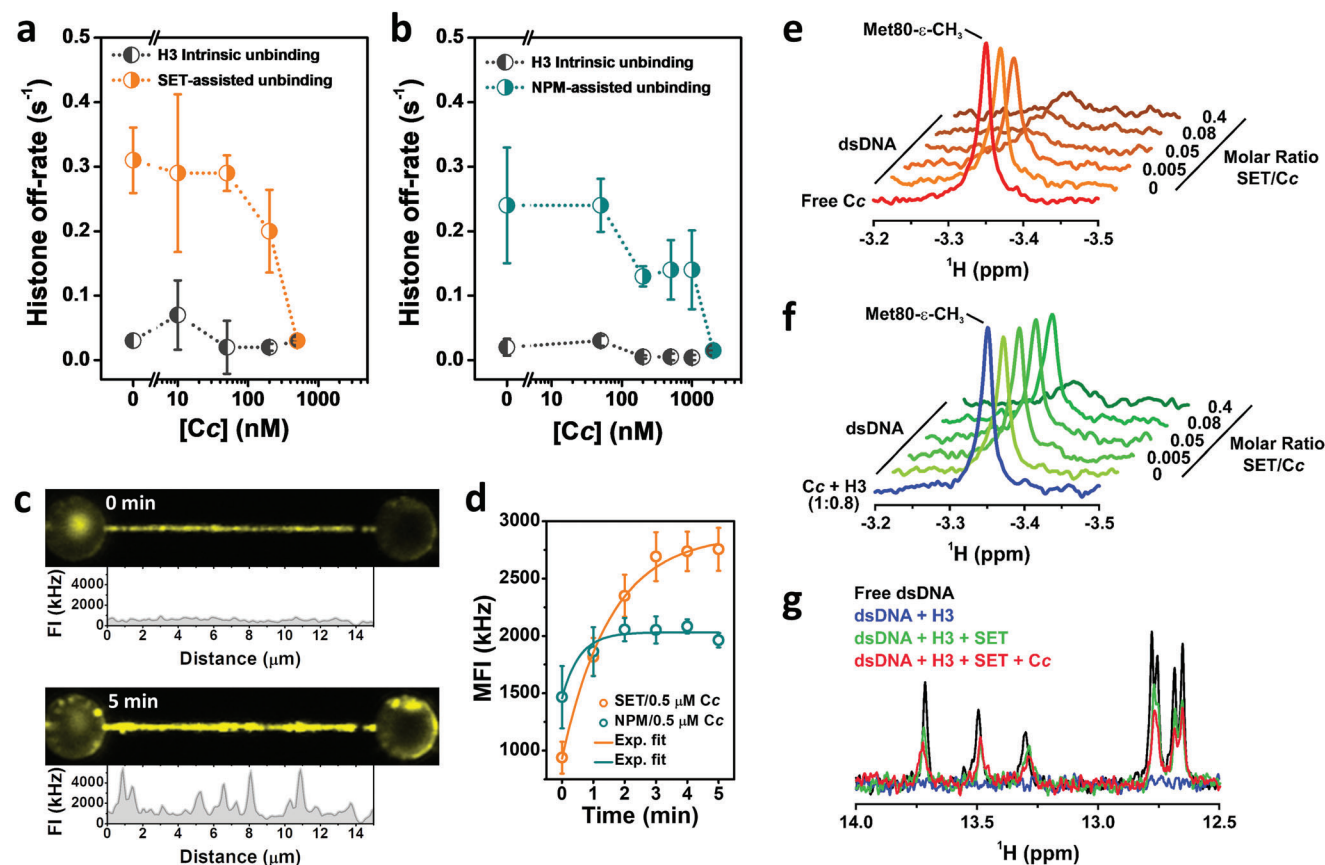 a
0.5
0.4
0.3
0.2
0.1
0.0
Histone off-rate (s⁻¹)
H3 Intrinsic unbinding
SET-assisted unbinding
0 10 100 1000
[Cc] (nM)
b
0.5
0.4
0.3
0.2
0.1
0.0
Histone off-rate (s⁻¹)
H3 Intrinsic unbinding
NPM-assisted unbinding
0 10 100 1000
[Cc] (nM)
c
0 min
FI (kHz)
4000
2000
0
0 2 4 6 8 10 12 14
Distance (μm)
5 min
FI (kHz)
4000
2000
0
0 2 4 6 8 10 12 14
Distance (μm)
d
3000
2500
2000
1500
1000
MFI (kHz)
SET/0.5 μM Cc
NPM/0.5 μM Cc
Exp. fit
Exp. fit
0 1 2 3 4 5
Time (min)
e
Met80-ε-CH₃
dsDNA
Free Cc
0.4
0.08
0.05
0.005
0
Molar Ratio
SET/Cc
-3.2 -3.3 -3.4 -3.5
¹H (ppm)
f
Met80-ε-CH₃
dsDNA
Cc + H3
(1:0.8)
0.4
0.08
0.05
0.005
0
Molar Ratio
SET/Cc
-3.2 -3.3 -3.4 -3.5
¹H (ppm)
g
Free dsDNA
dsDNA + H3
dsDNA + H3 + SET
dsDNA + H3 + SET + Cc
14.0 13.5 13.0 12.5
¹H (ppm)